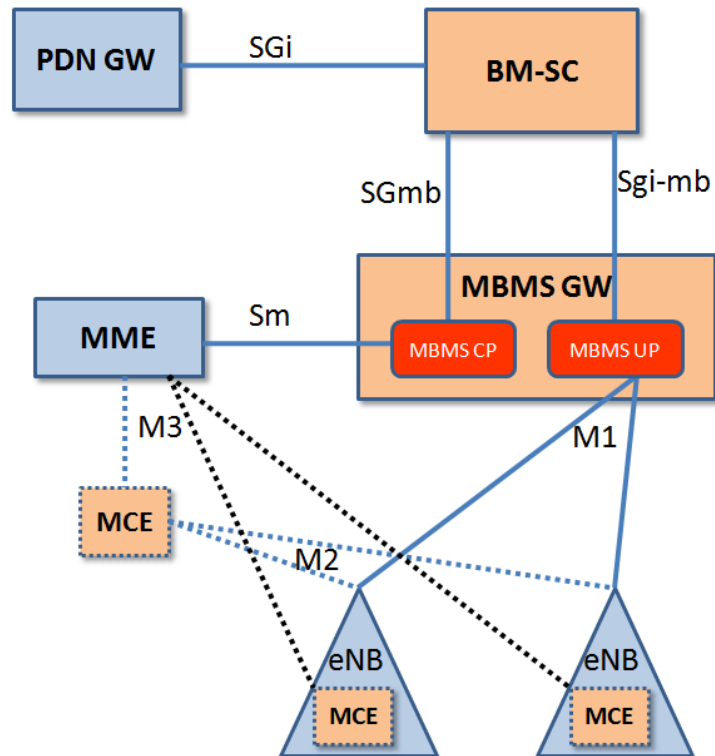 PDN GW
SGi
BM-SC
SGmb
Sgi-mb
MBMS GW
MME
Sm
MBMS CP
MBMS UP
M3
M1
MCE
M2
eNB
eNB
MCE
MCE